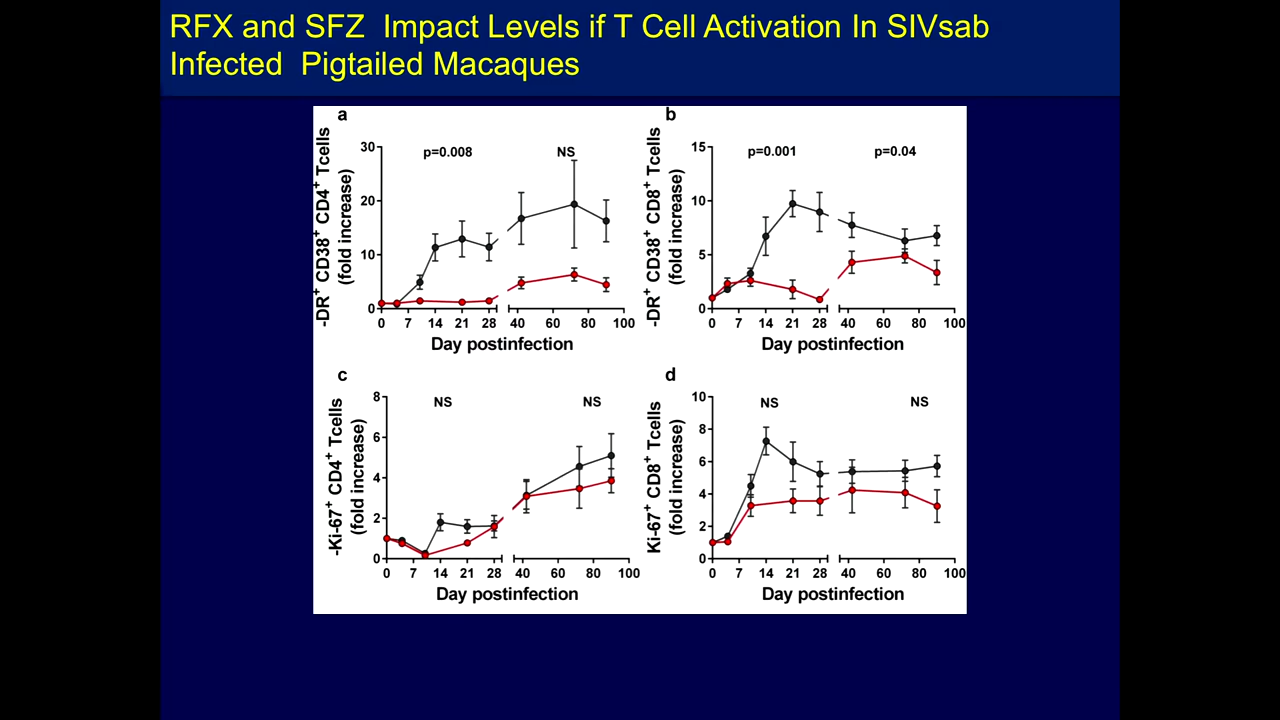 RFX and SFZ  Impact Levels if T Cell Activation In SIVsab
Infected  Pigtailed Macaques
a
-DR+ CD38+ CD4+ Tcells
(fold increase)
30
20
10
0
p=0.008
NS
0 7 14 21 28 40 60 80 100
Day postinfection
b
-DR+ CD38+ CD8+ Tcells
(fold increase)
15
10
5
0
p=0.001
p=0.04
0 7 14 21 28 40 60 80 100
Day postinfection
c
-Ki-67+ CD4+ Tcells
(fold increase)
8
6
4
2
0
NS
NS
0 7 14 21 28 40 60 80 100
Day postinfection
d
Ki-67+ CD8+ Tcells
(fold increase)
10
8
6
4
2
0
NS
NS
0 7 14 21 28 40 60 80 100
Day postinfection